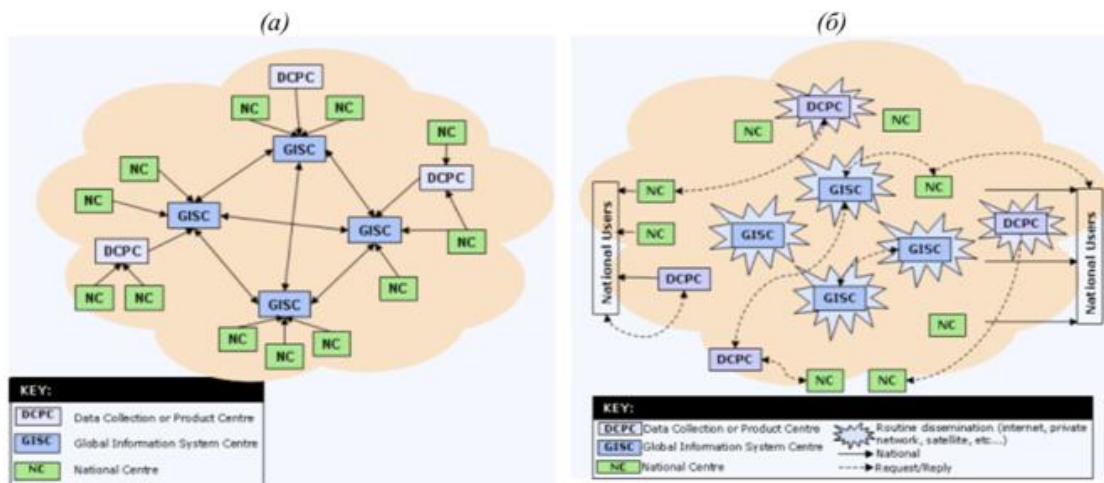 (а)
DCPC
NC
NC
NC
NC
GISC
DCPC
NC
GISC
GISC
NC
DCPC
NC
NC
NC
GISC
NC
NC
NC
KEY:
DCPC Data Collection or Product Centre
GISC Global Information System Centre
NC National Centre
(б)
DCPC
NC
NC
National Users
NC
GISC
NC
National Users
NC
GISC
GISC
DCPC
DCPC
GISC
NC
DCPC
NC
NC
KEY:
DCPC Data Collection or Product Centre
GISC Global Information System Centre
NC National Centre
Routine dissemination (internet, private
network, satellite, etc...)
National
Request/Reply